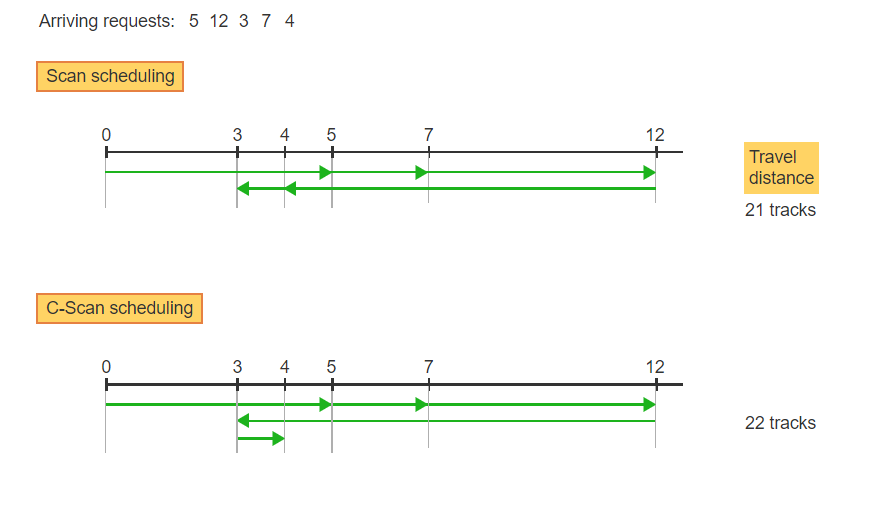 Arriving requests: 5 12 3 7 4
Scan scheduling
0 3 4 5 7 12
Travel
distance
21 tracks
C-Scan scheduling
0 3 4 5 7 12
22 tracks